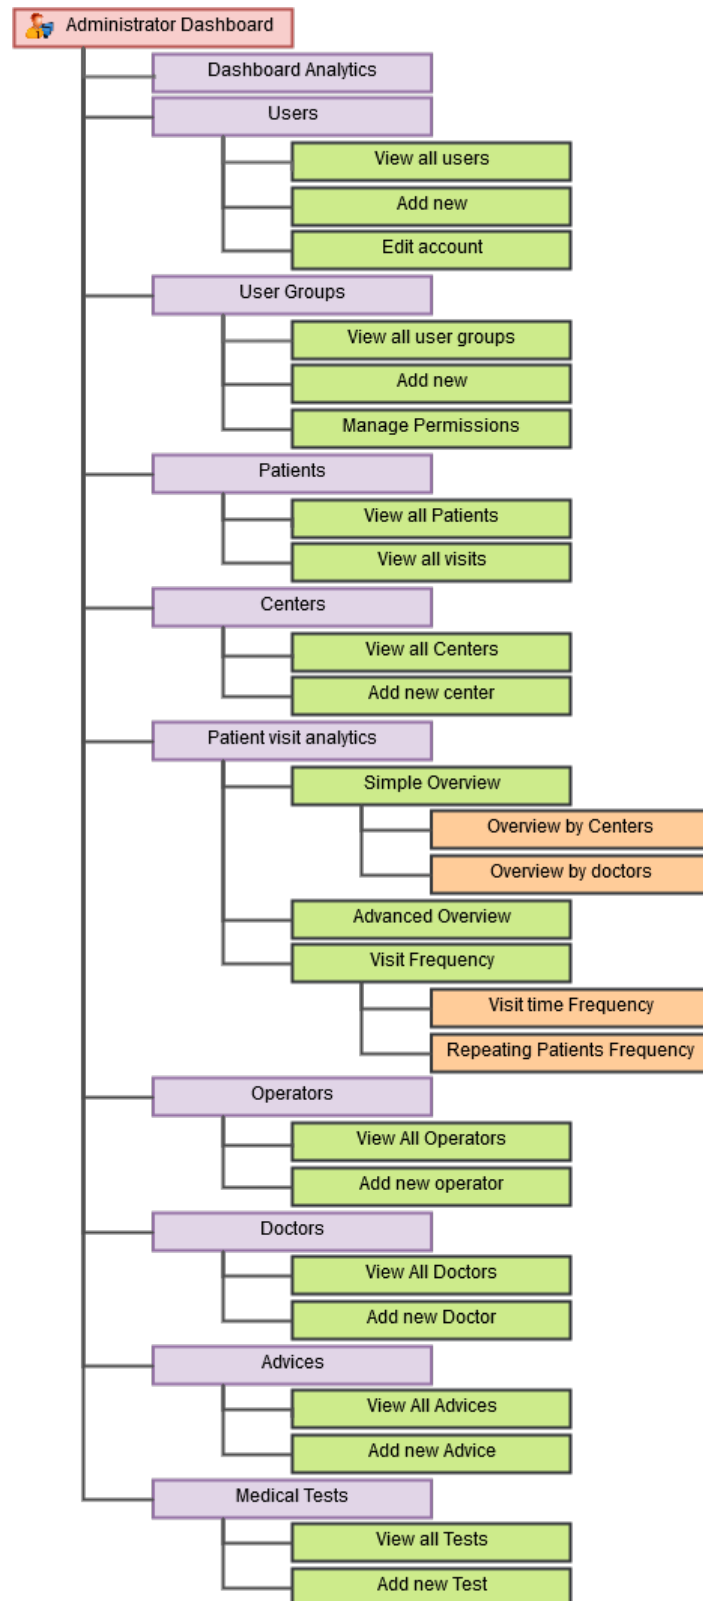 Administrator Dashboard
Dashboard Analytics
Users
View all users
Add new
Edit account
User Groups
View all user groups
Add new
Manage Permissions
Patients
View all Patients
View all visits
Centers
View all Centers
Add new center
Patient visit analytics
Simple Overview
Overview by Centers
Overview by doctors
Advanced Overview
Visit Frequency
Visit time Frequency
Repeating Patients Frequency
Operators
View All Operators
Add new operator
Doctors
View All Doctors
Add new Doctor
Advices
View All Advices
Add new Advice
Medical Tests
View all Tests
Add new Test